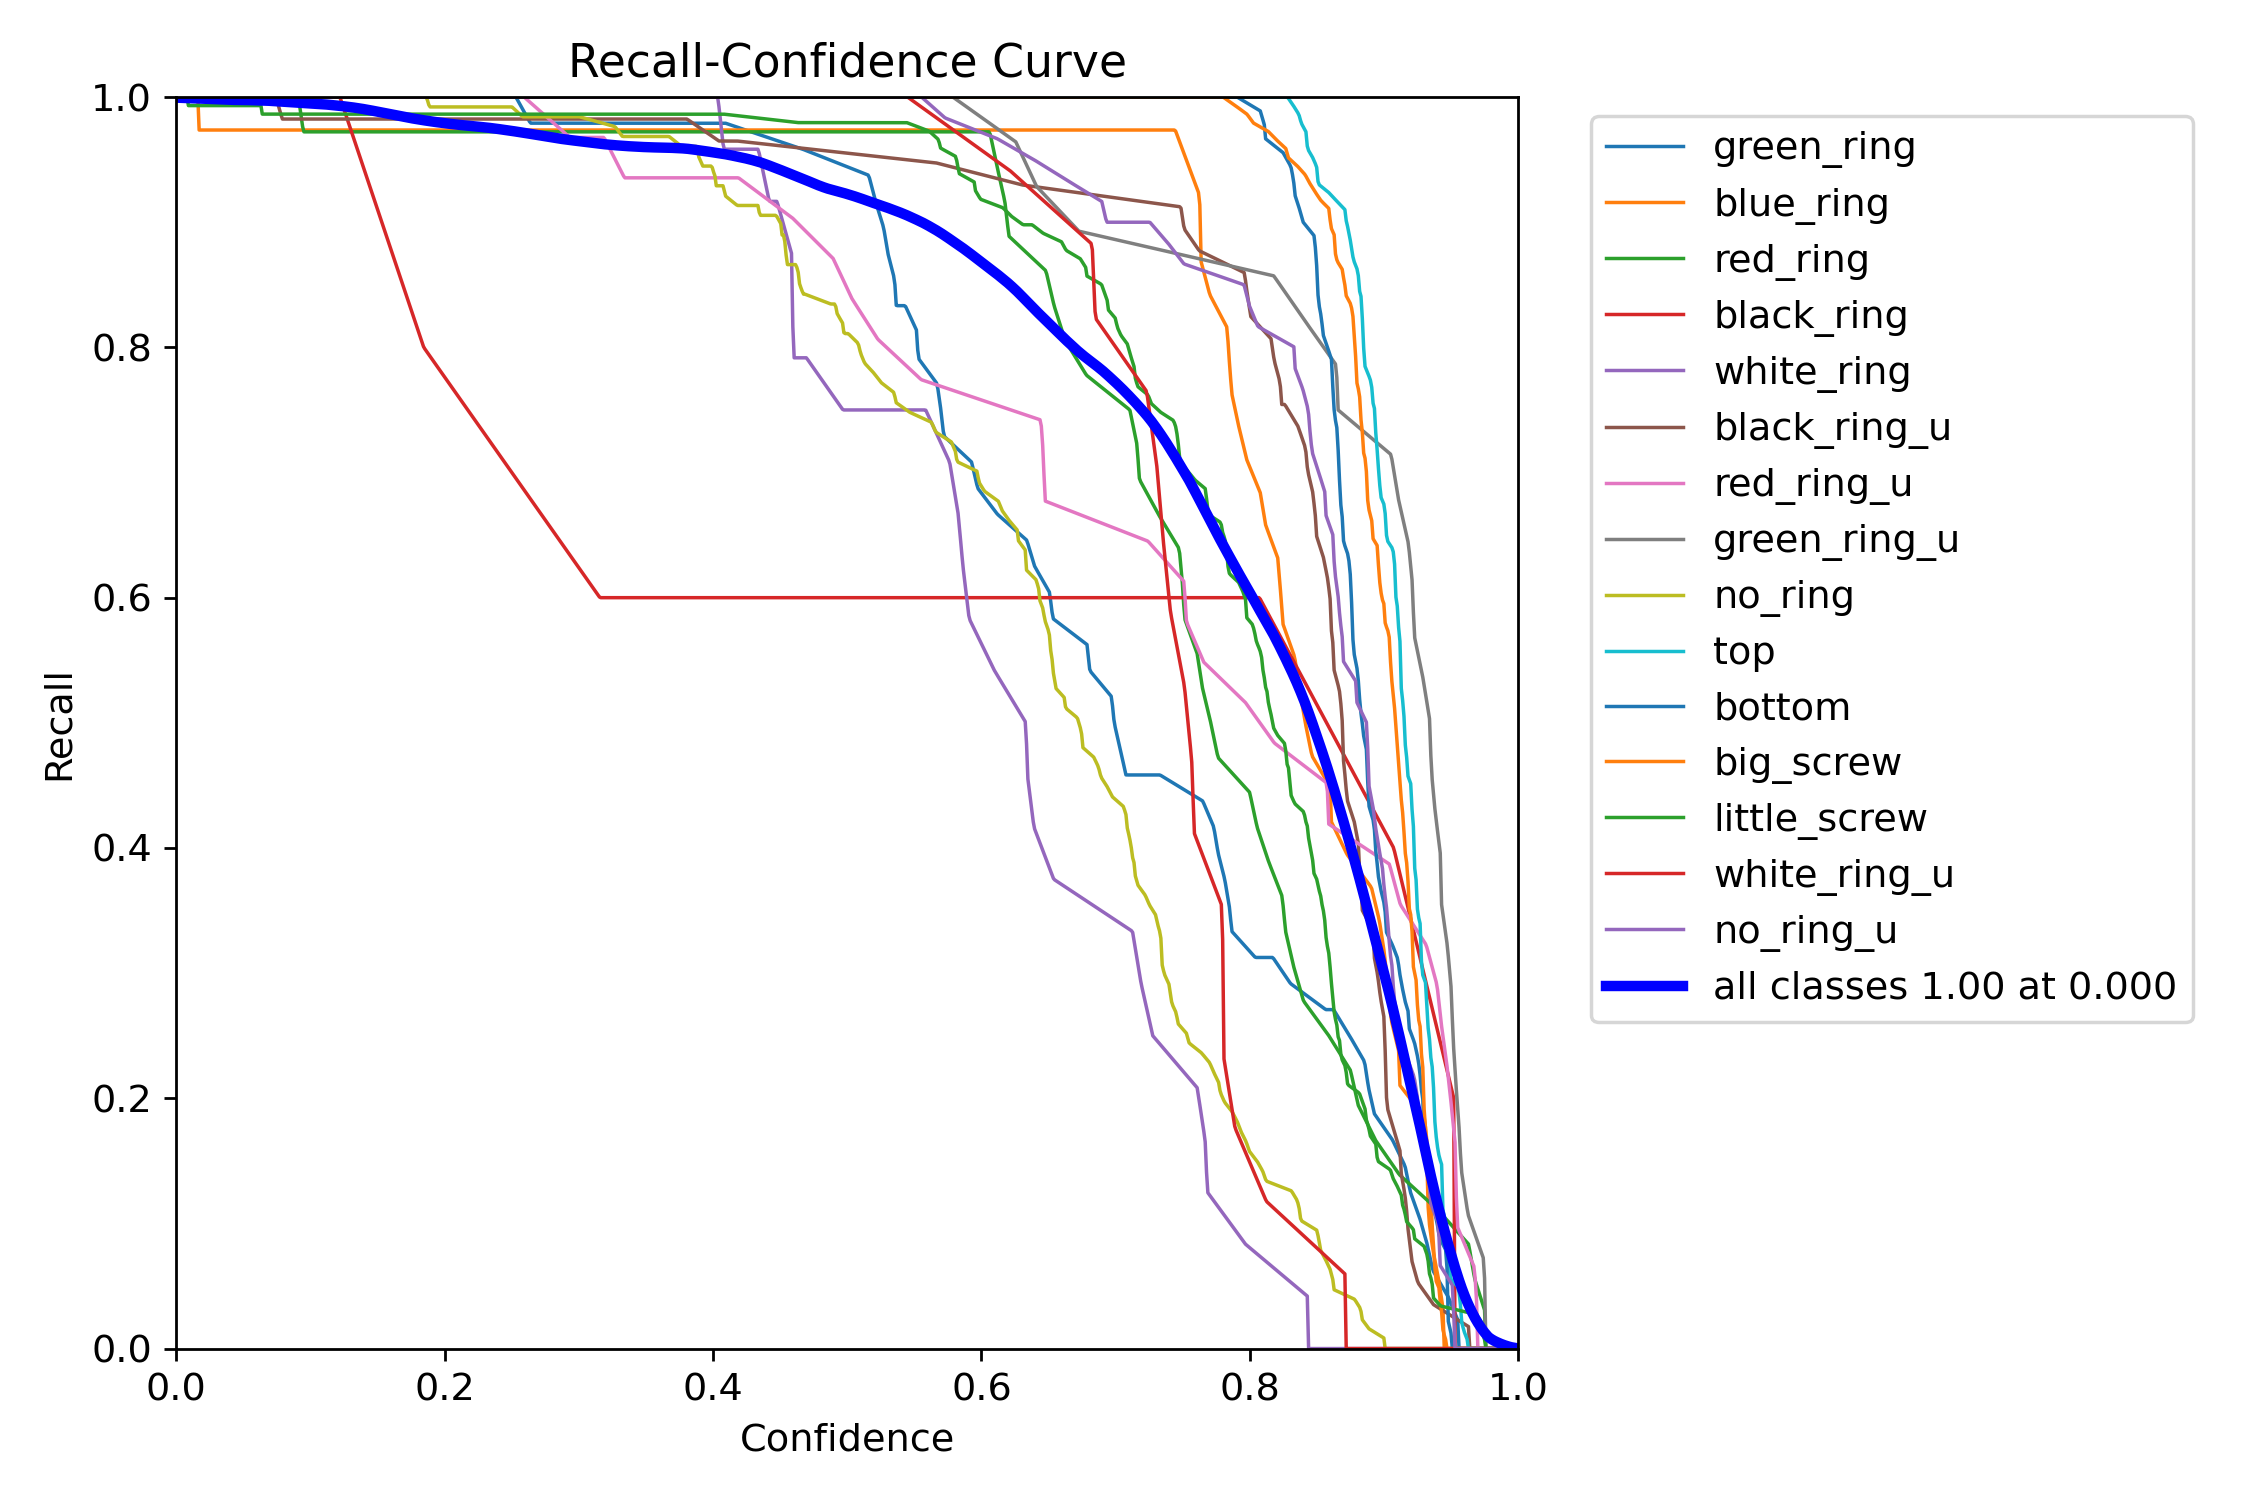 Recall-Confidence Curve
1.0
0.8
0.6
0.4
0.2
0.0
Recall
0.0 0.2 0.4 0.6 0.8 1.0
Confidence
green_ring
blue_ring
red_ring
black_ring
white_ring
black_ring_u
red_ring_u
green_ring_u
no_ring
top
bottom
big_screw
little_screw
white_ring_u
no_ring_u
all classes 1.00 at 0.000